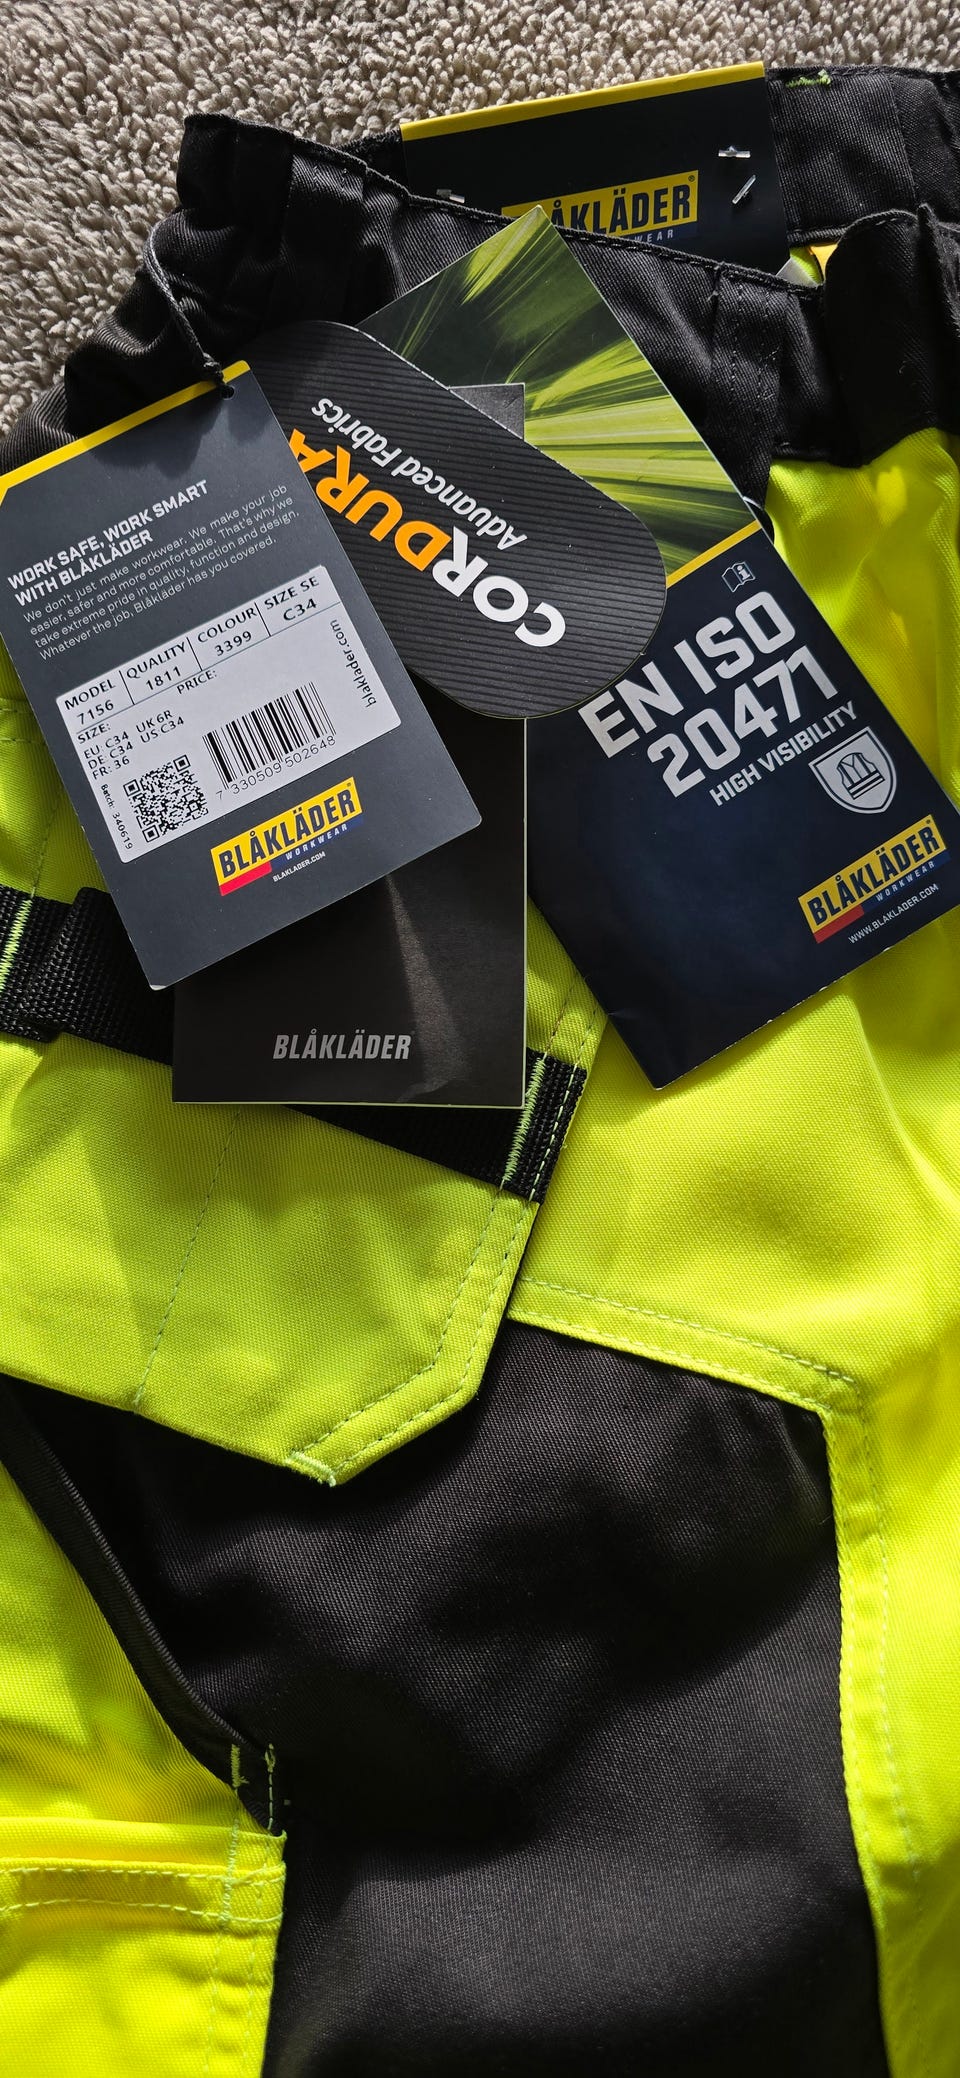 BLÅKLÄDER
WEAR
WORK SAFE, WORK SMART
WITH BLÅKLÄDER
We don't just make workwear. We make your job
easier, safer and more comfortable. That's why we
take extreme pride in quality, function and design.
Whatever the job, Blåkläder has you covered.
MODEL QUALITY COLOUR SIZE SE
7156 1811 3399 C34
SIZE: PRICE:
EU: C34 UK 6R
DE: C34 US C34
FR: 36
Batch: 340619
7 330509 502648
blaklader.com
BLÅKLÄDER
WORKWEAR
BLAKLADER.COM
CORDURA
Advanced Fabrics
BLÅKLÄDER
EN ISO
20471
HIGH VISIBILITY
BLÅKLÄDER
WORKWEAR
WWW.BLAKLADER.COM